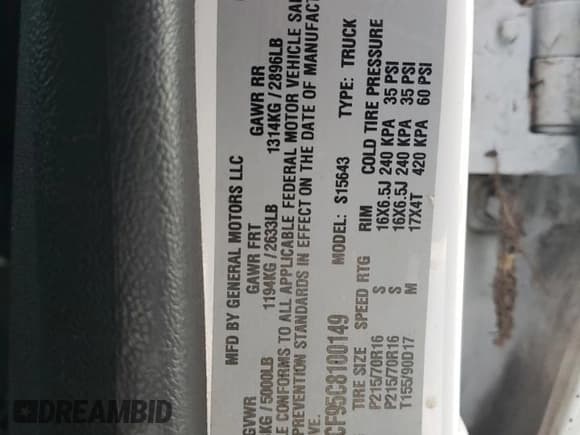 MFD BY GENERAL MOTORS LLC
GVWR GAWR FRT GAWR RR
KG / 5000LB 1194KG / 2633LB 1314KG / 2896LB
LE CONFORMS TO ALL APPLICABLE FEDERAL MOTOR VEHICLE SA
PREVENTION STANDARDS IN EFFECT ON THE DATE OF MANUFACT
CF95C8100149 MODEL: S15643 TYPE: TRUCK
TIRE SIZE SPEED RTG RIM COLD TIRE PRESSURE
P215/70R16 S 16X6.5J 240 KPA 35 PSI
P215/70R16 S 16X6.5J 240 KPA 35 PSI
T155/90D17 M 17X4T 420 KPA 60 PSI
DREAMBID